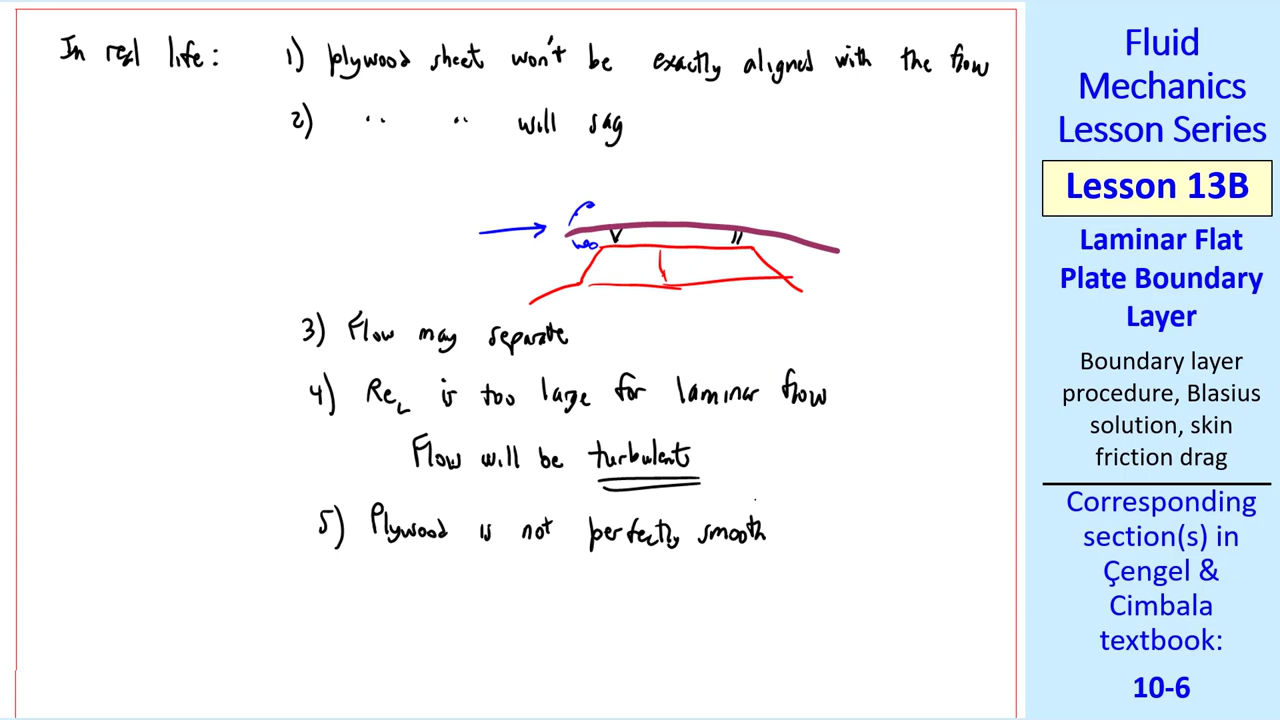 In real life: 1) plywood sheet won't be exactly aligned with the flow
2) " " will sag
3) Flow may separate
4) Re_L is too large for laminar flow
Flow will be turbulent
5) Plywood is not perfectly smooth
Fluid
Mechanics
Lesson Series
Lesson 13B
Laminar Flat
Plate Boundary
Layer
Boundary layer
procedure, Blasius
solution, skin
friction drag
Corresponding
section(s) in
Çengel &
Cimbala
textbook:
10-6